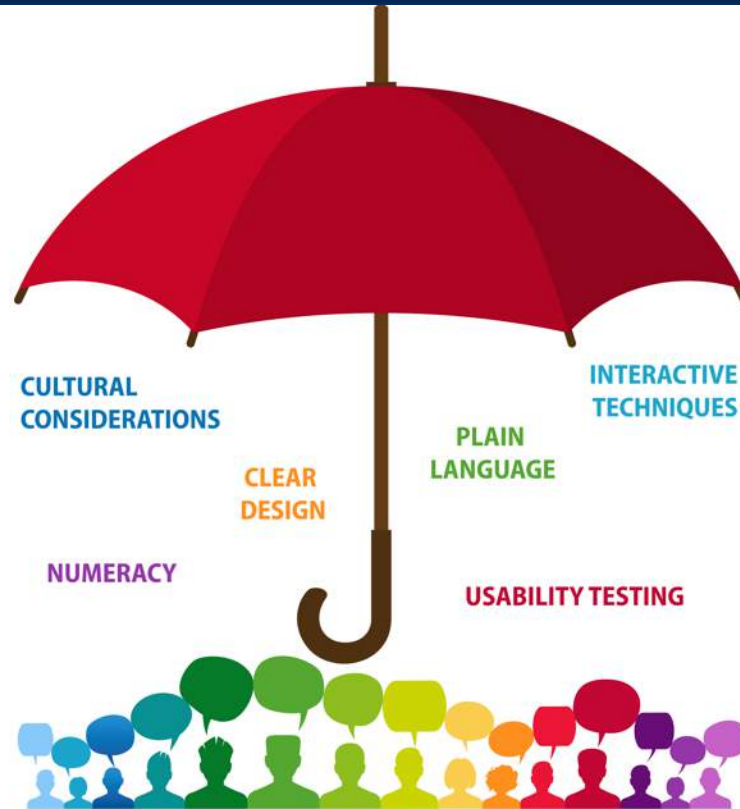 CULTURAL
CONSIDERATIONS
INTERACTIVE
TECHNIQUES
PLAIN
LANGUAGE
CLEAR
DESIGN
NUMERACY
USABILITY TESTING